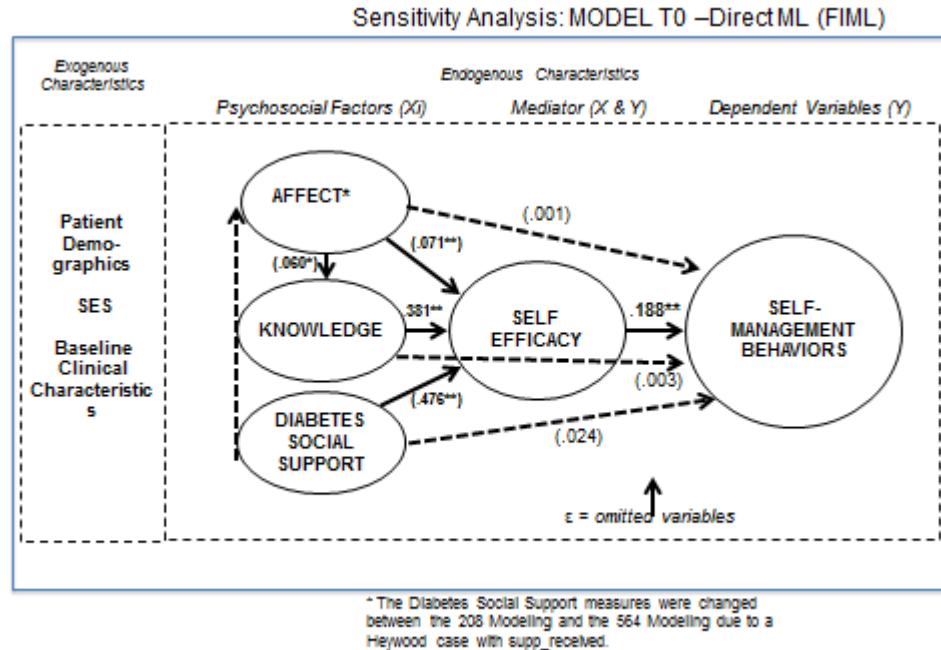 Sensitivity Analysis: MODEL T0 –Direct ML (FIML)
Exogenous
Characteristics
Endogenous Characteristics
Psychosocial Factors (Xi)
Mediator (X & Y)
Dependent Variables (Y)
AFFECT*
(.001)
(.071**)
(.060*)
Patient
Demo-
graphics
SES
Baseline
Clinical
Characteristic
s
KNOWLEDGE
.381**
SELF
EFFICACY
.188**
SELF-
MANAGEMENT
BEHAVIORS
(.003)
(.476**)
DIABETES
SOCIAL
SUPPORT
(.024)
ε = omitted variables
* The Diabetes Social Support measures were changed
between the 208 Modeling and the 564 Modeling due to a
Heywood case with supp_received.